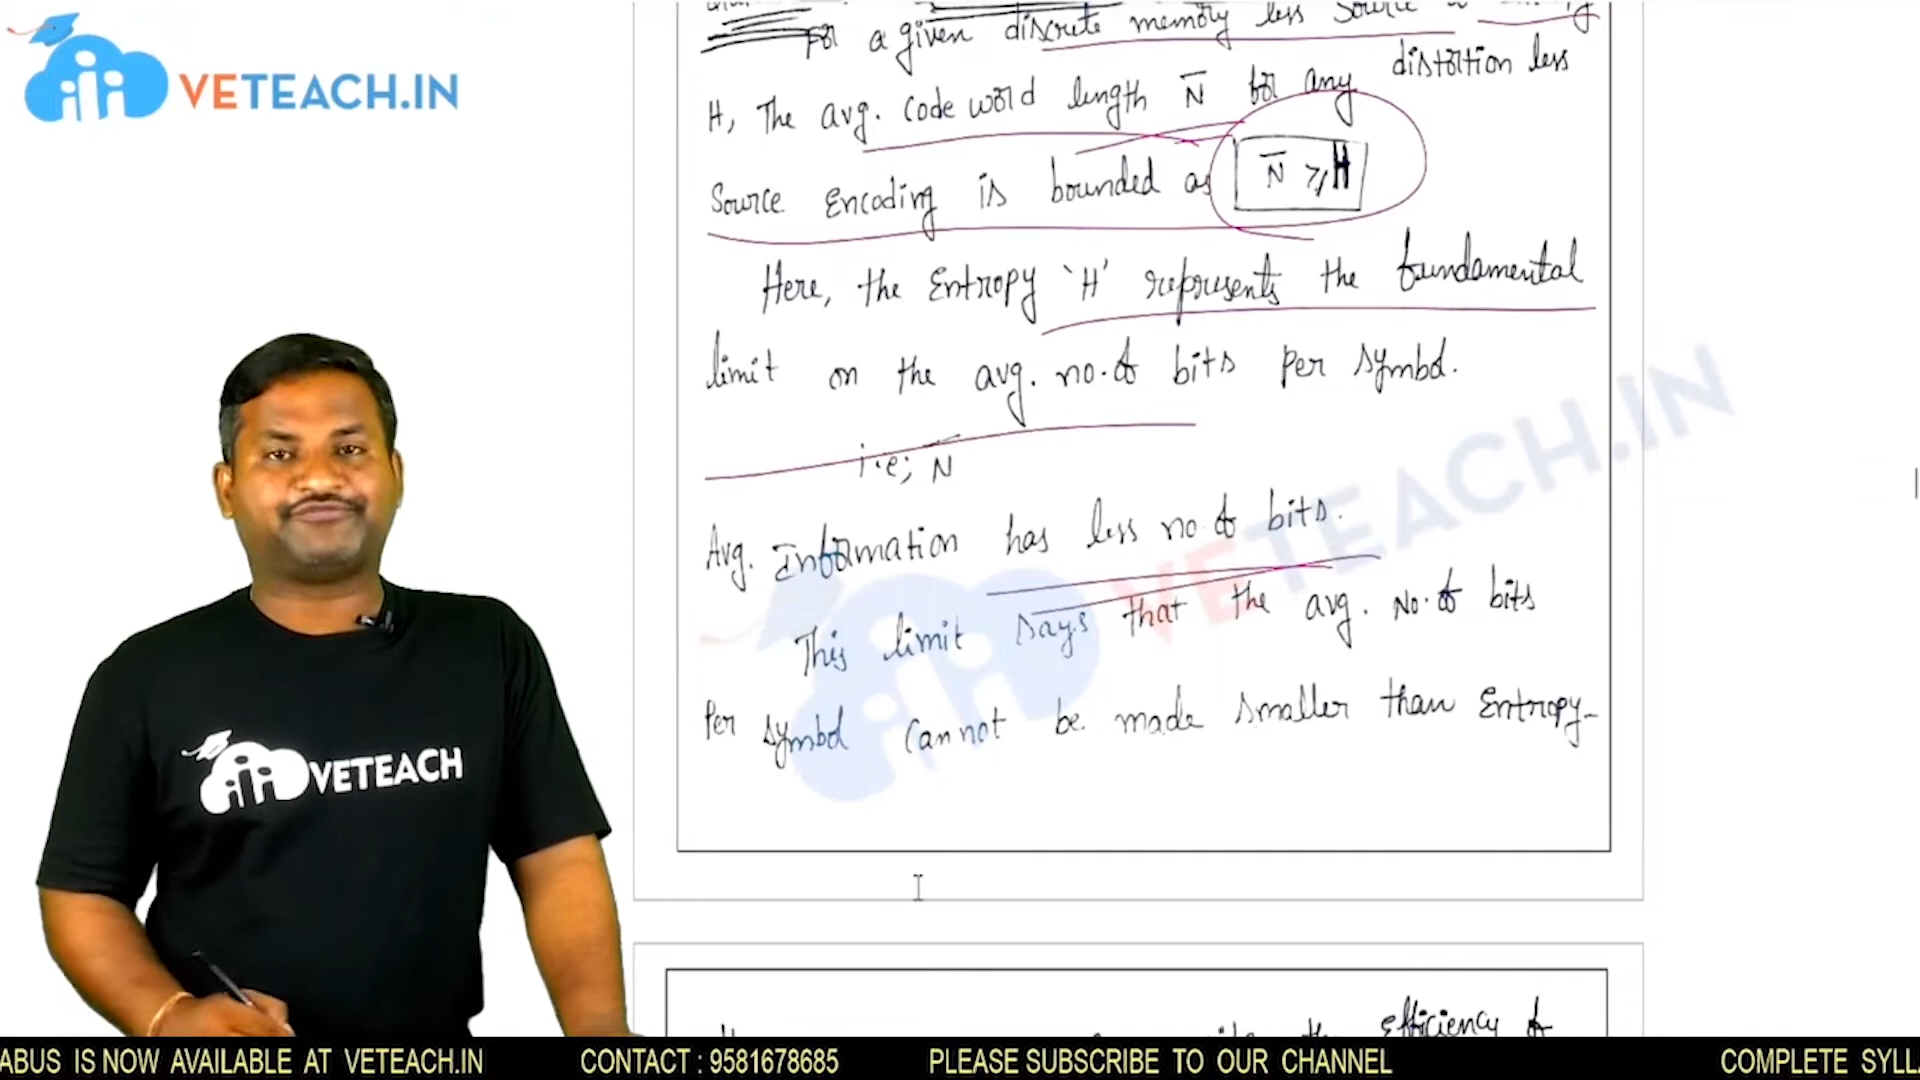 VETEACH.IN
For a given discrete memory less source
H, The avg. code word length N̅ for any distortion less
Source Encoding is bounded as N̅ ⩾ H
Here, the Entropy 'H' represents the fundamental
limit on the avg. no. of bits per symbol.
i.e; N
Avg. Information has less no. of bits.
This limit says that the avg. No. of bits
Per symbol cannot be made smaller than Entropy-
VETEACH.IN
VETEACH
efficiency of
ABUS IS NOW AVAILABLE AT VETEACH.IN CONTACT : 9581678685 PLEASE SUBSCRIBE TO OUR CHANNEL COMPLETE SYLL